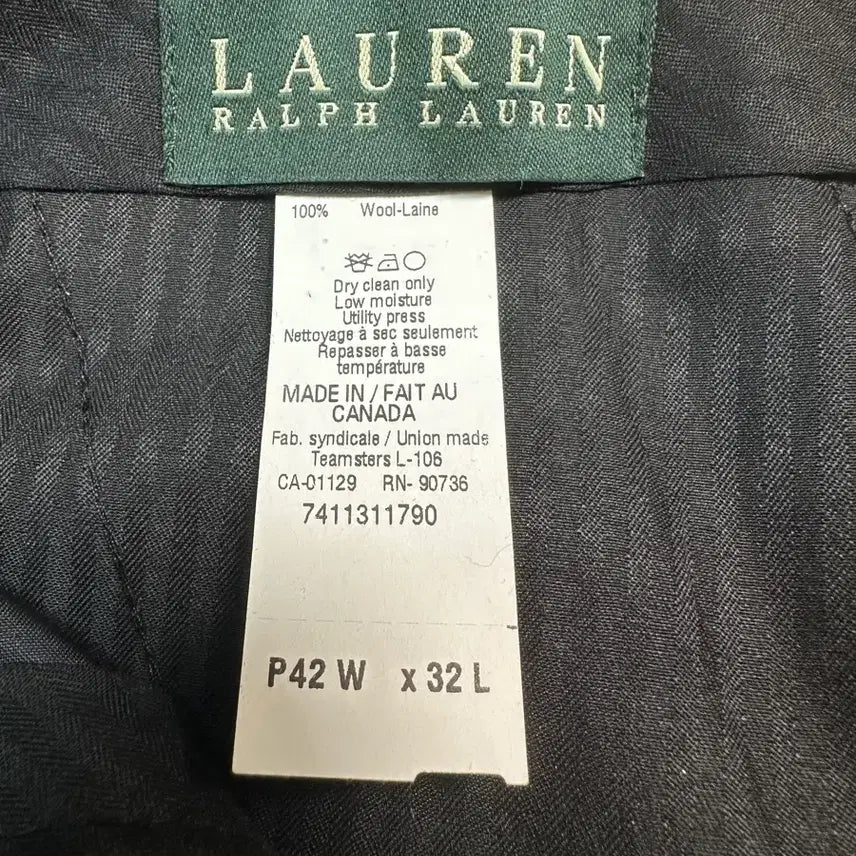 LAUREN
RALPH LAUREN
100% Wool-Laine
Dry clean only
Low moisture
Utility press
Nettoyage à sec seulement
Repasser à basse
température
MADE IN / FAIT AU
CANADA
Fab. syndicale / Union made
Teamsters L-106
CA-01129 RN- 90736
7411311790
P42 W x 32 L